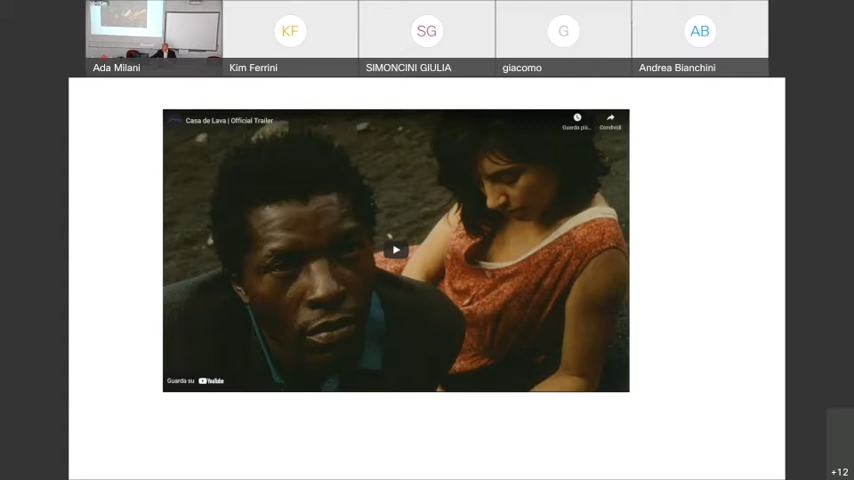 KF
SG
G
AB
Ada Milani
Kim Ferrini
SIMONCINI GIULIA
giacomo
Andrea Bianchini
Casa de Lava | Official Trailer
Guarda più...
Condividi
Guarda su YouTube
+12